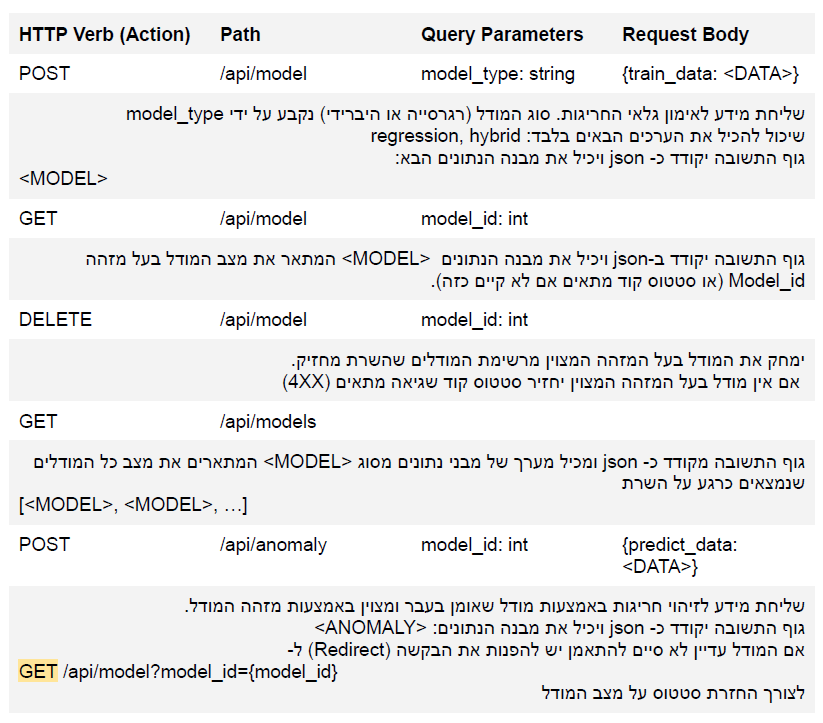 HTTP Verb (Action) Path Query Parameters Request Body
POST /api/model model_type: string {train_data: <DATA>}
שליחת מידע לאימון גלאי החריגות. סוג המודל (רגרסייה או היברידי) נקבע על ידי model_type
שיכול להכיל את הערכים הבאים בלבד: regression, hybrid
גוף התשובה יקודד כ- json ויכיל את מבנה הנתונים הבא:
<MODEL>
GET /api/model model_id: int
גוף התשובה יקודד ב-json ויכיל את מבנה הנתונים <MODEL> המתאר את מצב המודל בעל מזהה
Model_id (או סטטוס קוד מתאים אם לא קיים כזה).
DELETE /api/model model_id: int
ימחק את המודל בעל המזהה המצוין מרשימת המודלים שהשרת מחזיק.
אם אין מודל בעל המזהה המצוין יחזיר סטטוס קוד שגיאה מתאים (4XX)
GET /api/models
גוף התשובה מקודד כ- json ומכיל מערך של מבני נתונים מסוג <MODEL> המתארים את מצב כל המודלים
שנמצאים כרגע על השרת
[<MODEL>, <MODEL>, …]
POST /api/anomaly model_id: int {predict_data:
<DATA>}
שליחת מידע לזיהוי חריגות באמצעות מודל שאומן בעבר ומצוין באמצעות מזהה המודל.
גוף התשובה יקודד כ- json ויכיל את מבנה הנתונים: <ANOMALY>
אם המודל עדיין לא סיים להתאמן יש להפנות את הבקשה (Redirect) ל-
GET /api/model?model_id={model_id}
לצורך החזרת סטטוס על מצב המודל